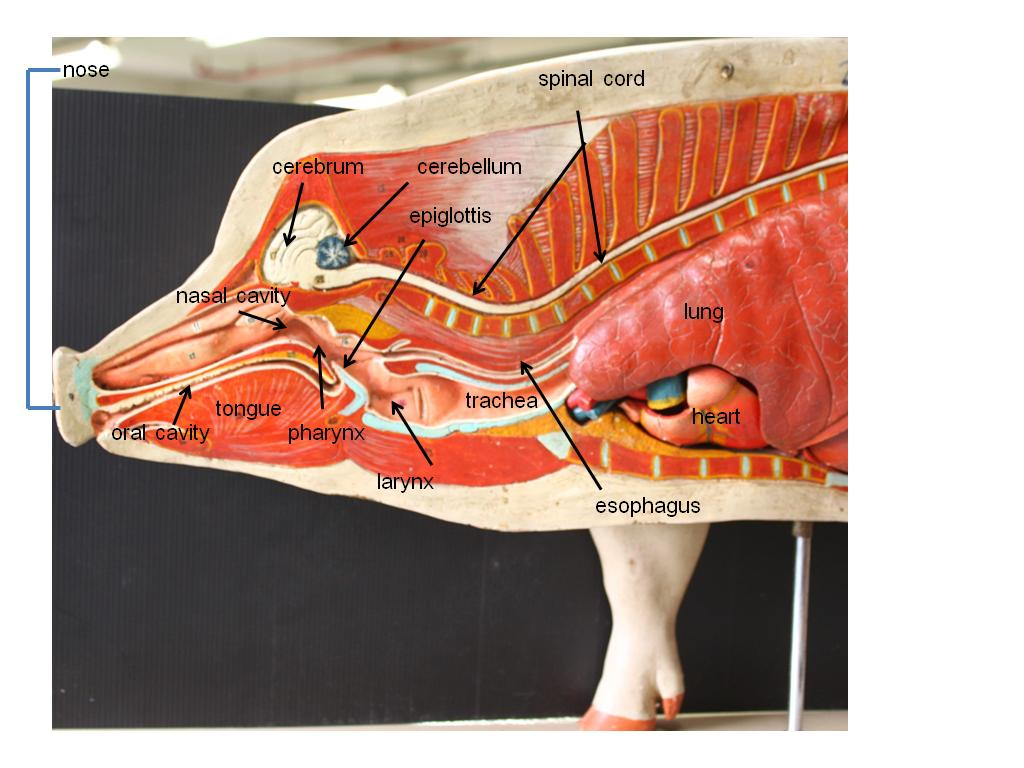 nose
spinal cord
cerebrum
cerebellum
epiglottis
nasal cavity
lung
tongue
trachea
heart
oral cavity
pharynx
larynx
esophagus